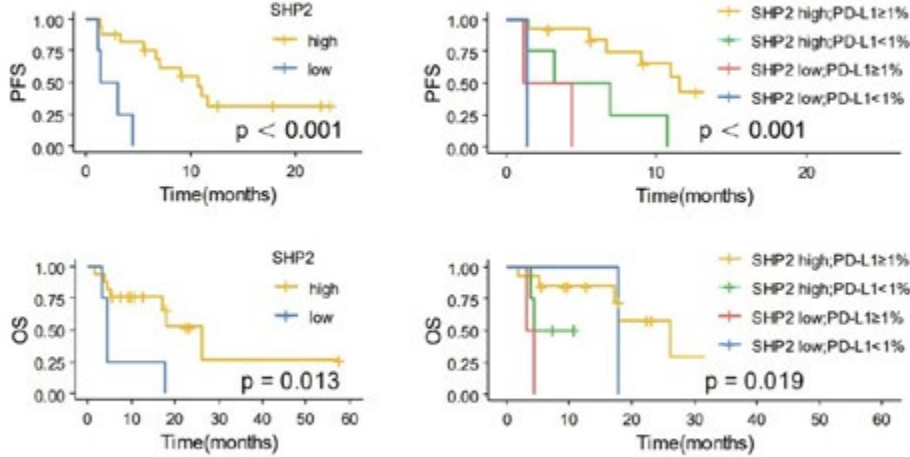 SHP2
high
low
1.00
0.75
0.50
0.25
0.00
PFS
p < 0.001
0 10 20
Time(months)
SHP2 high;PD-L1≥1%
SHP2 high;PD-L1<1%
SHP2 low;PD-L1≥1%
SHP2 low;PD-L1<1%
1.00
0.75
0.50
0.25
0.00
PFS
p < 0.001
0 10 20
Time(months)
SHP2
high
low
1.00
0.75
0.50
0.25
0.00
OS
p = 0.013
0 10 20 30 40 50 60
Time(months)
SHP2 high;PD-L1≥1%
SHP2 high;PD-L1<1%
SHP2 low;PD-L1≥1%
SHP2 low;PD-L1<1%
1.00
0.75
0.50
0.25
0.00
OS
p = 0.019
0 10 20 30 40 50 60
Time(months)